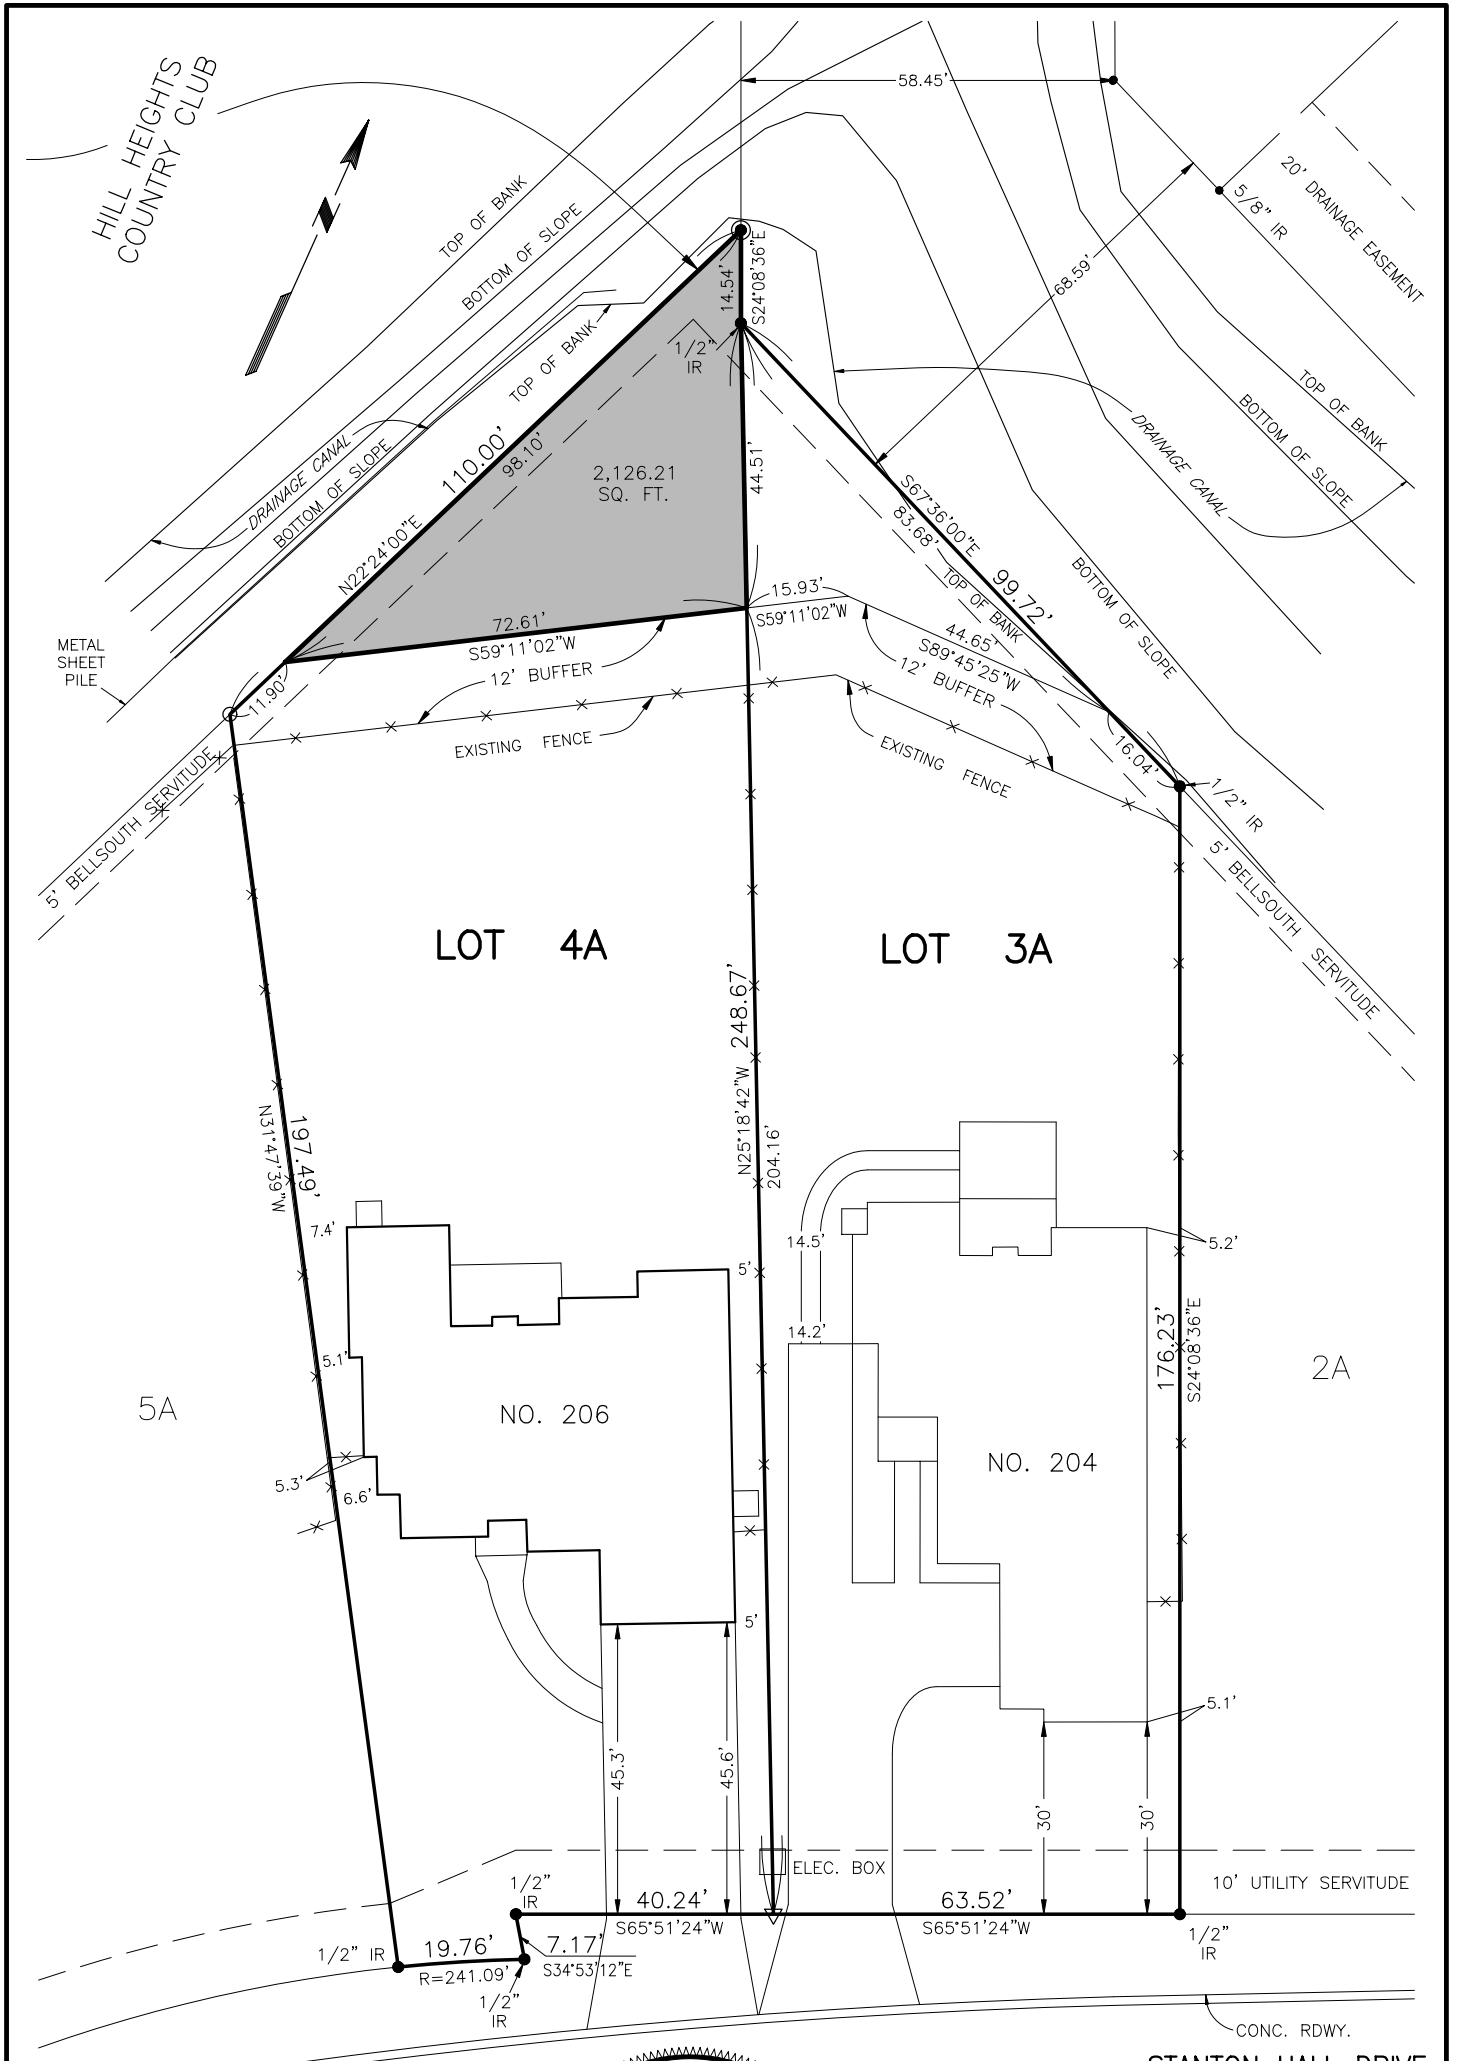 HILL HEIGHTS
COUNTRY CLUB
N
58.45'
5/8" IR
20' DRAINAGE EASEMENT
68.59'
TOP OF BANK
BOTTOM OF SLOPE
TOP OF BANK
DRAINAGE CANAL
BOTTOM OF SLOPE
14.54'
S24°08'36"E
1/2"
IR
110.00'
98.10'
N22°24'00"E
2,126.21
SQ. FT.
44.51'
S67°36'00"E
83.68'
99.72'
DRAINAGE CANAL
TOP OF BANK
BOTTOM OF SLOPE
TOP OF BANK
BOTTOM OF SLOPE
15.93'
S59°11'02"W
72.61'
S59°11'02"W
44.65'
S89°45'25"W
12' BUFFER
12' BUFFER
METAL
SHEET
PILE
11.90'
EXISTING FENCE
EXISTING FENCE
16.04'
1/2" IR
5' BELLSOUTH SERVITUDE
5' BELLSOUTH SERVITUDE
LOT 4A
LOT 3A
197.49'
N31°47'39"W
248.67'
N25°18'42"W
204.16'
7.4'
5'
14.5'
5.2'
14.2'
5.1'
176.23'
S24°08'36"E
5A
NO. 206
NO. 204
2A
5.3'
6.6'
5'
5.1'
45.3'
45.6'
30'
30'
ELEC. BOX
10' UTILITY SERVITUDE
1/2"
IR
40.24'
S65°51'24"W
63.52'
S65°51'24"W
1/2"
IR
1/2" IR
19.76'
R=241.09'
7.17'
S34°53'12"E
1/2"
IR
CONC. RDWY.
STANTON HALL DRIVE